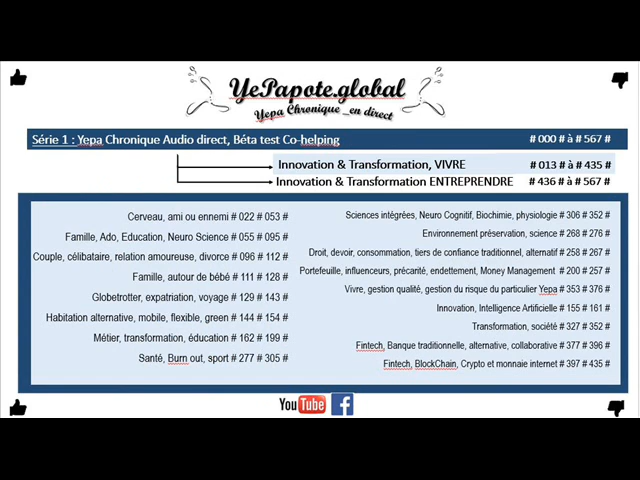 YePapote.global
Yepa Chronique _en direct
Série 1 : Yepa Chronique Audio direct, Béta test Co-helping # 000 # à # 567 #
Innovation & Transformation, VIVRE # 013 # à # 435 #
Innovation & Transformation ENTREPRENDRE # 436 # à # 567 #
Cerveau, ami ou ennemi # 022 # 053 #
Famille, Ado, Education, Neuro Science # 055 # 095 #
Couple, célibataire, relation amoureuse, divorce # 096 # 112 #
Famille, autour de bébé # 111 # 128 #
Globetrotter, expatriation, voyage # 129 # 143 #
Habitation alternative, mobile, flexible, green # 144 # 154 #
Métier, transformation, éducation # 162 # 199 #
Santé, Burn out, sport # 277 # 305 #
Sciences intégrées, Neuro Cognitif, Biochimie, physiologie # 306 # 352 #
Environnement préservation, science # 268 # 276 #
Droit, devoir, consommation, tiers de confiance traditionnel, alternatif # 258 # 267 #
Portefeuille, influenceurs, précarité, endettement, Money Management # 200 # 257 #
Vivre, gestion qualité, gestion du risque du particulier Yepa # 353 # 376 #
Innovation, Intelligence Artificielle # 155 # 161 #
Transformation, société # 327 # 352 #
Fintech, Banque traditionnelle, alternative, collaborative # 377 # 396 #
Fintech, BlockChain, Crypto et monnaie internet # 397 # 435 #
YouTube f